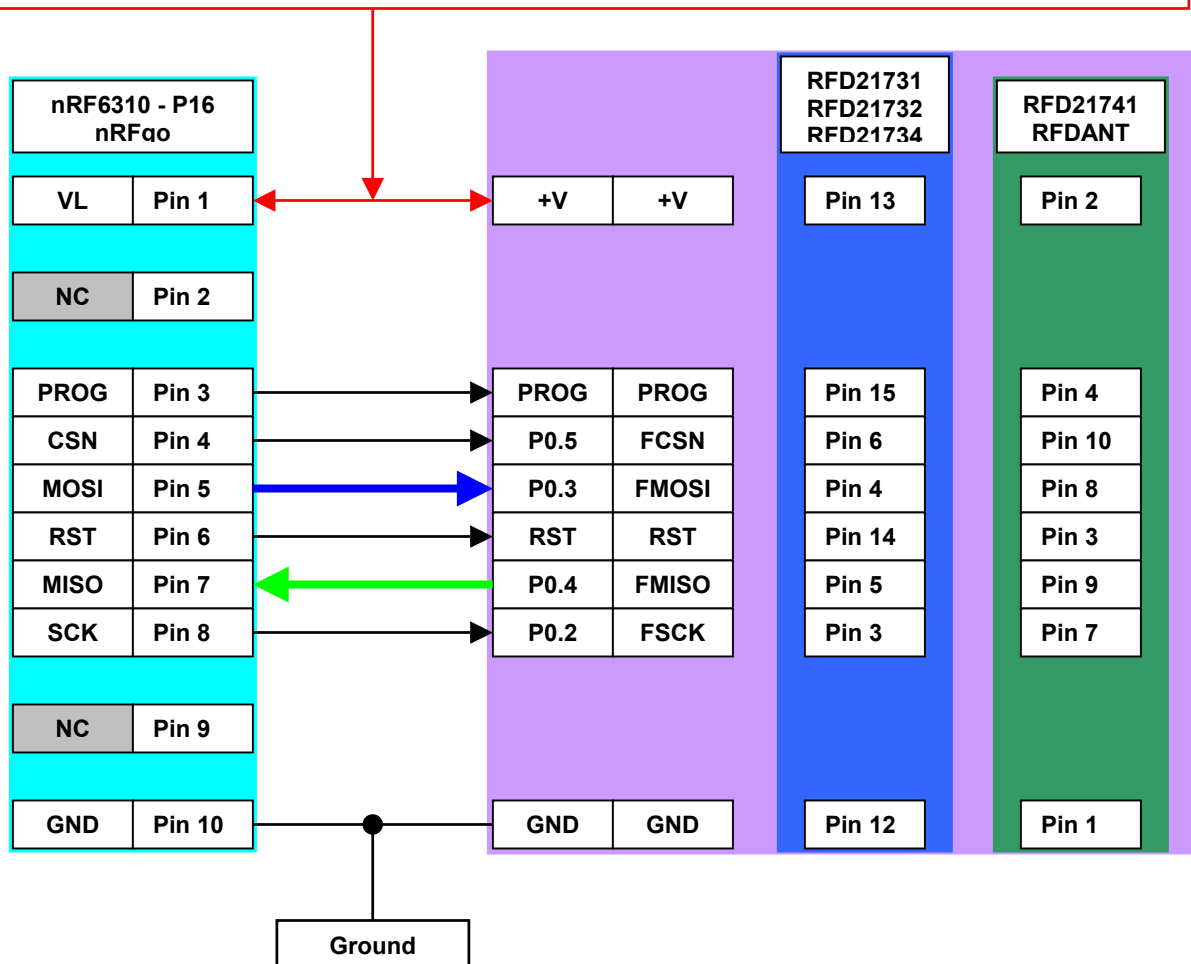 nRF6310 - P16
nRFgo
RFD21731
RFD21732
RFD21734
RFD21741
RFDANT
VL Pin 1 +V +V Pin 13 Pin 2
NC Pin 2
PROG Pin 3 PROG PROG Pin 15 Pin 4
CSN Pin 4 P0.5 FCSN Pin 6 Pin 10
MOSI Pin 5 P0.3 FMOSI Pin 4 Pin 8
RST Pin 6 RST RST Pin 14 Pin 3
MISO Pin 7 P0.4 FMISO Pin 5 Pin 9
SCK Pin 8 P0.2 FSCK Pin 3 Pin 7
NC Pin 9
GND Pin 10 GND GND Pin 12 Pin 1
Ground